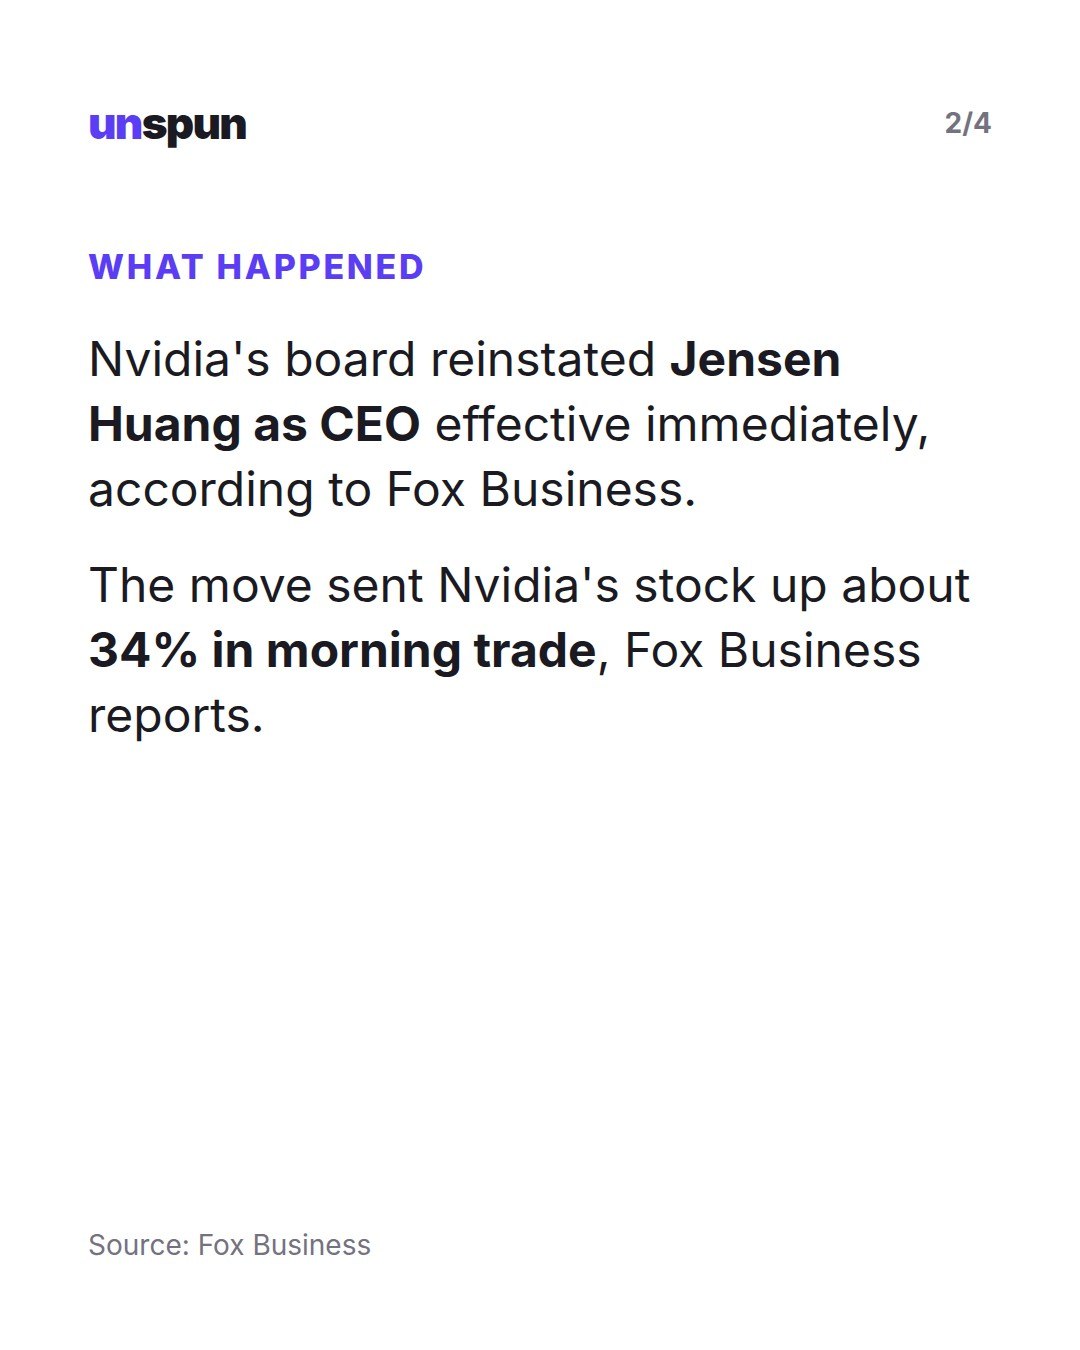 unspun
2/4
WHAT HAPPENED
Nvidia's board reinstated Jensen
Huang as CEO effective immediately,
according to Fox Business.
The move sent Nvidia's stock up about
34% in morning trade, Fox Business
reports.
Source: Fox Business